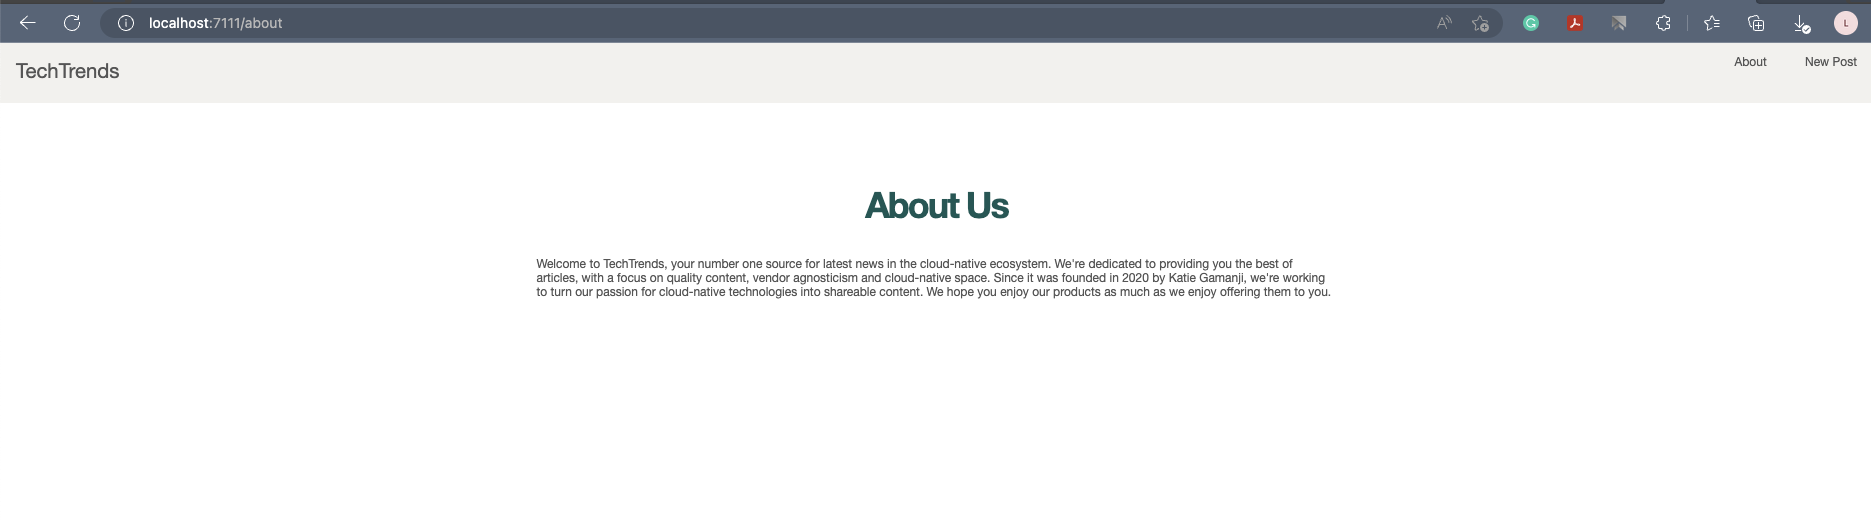 localhost:7111/about
TechTrends
About
New Post
L
About Us
Welcome to TechTrends, your number one source for latest news in the cloud-native ecosystem. We're dedicated to providing you the best of
articles, with a focus on quality content, vendor agnosticism and cloud-native space. Since it was founded in 2020 by Katie Gamanji, we're working
to turn our passion for cloud-native technologies into shareable content. We hope you enjoy our products as much as we enjoy offering them to you.